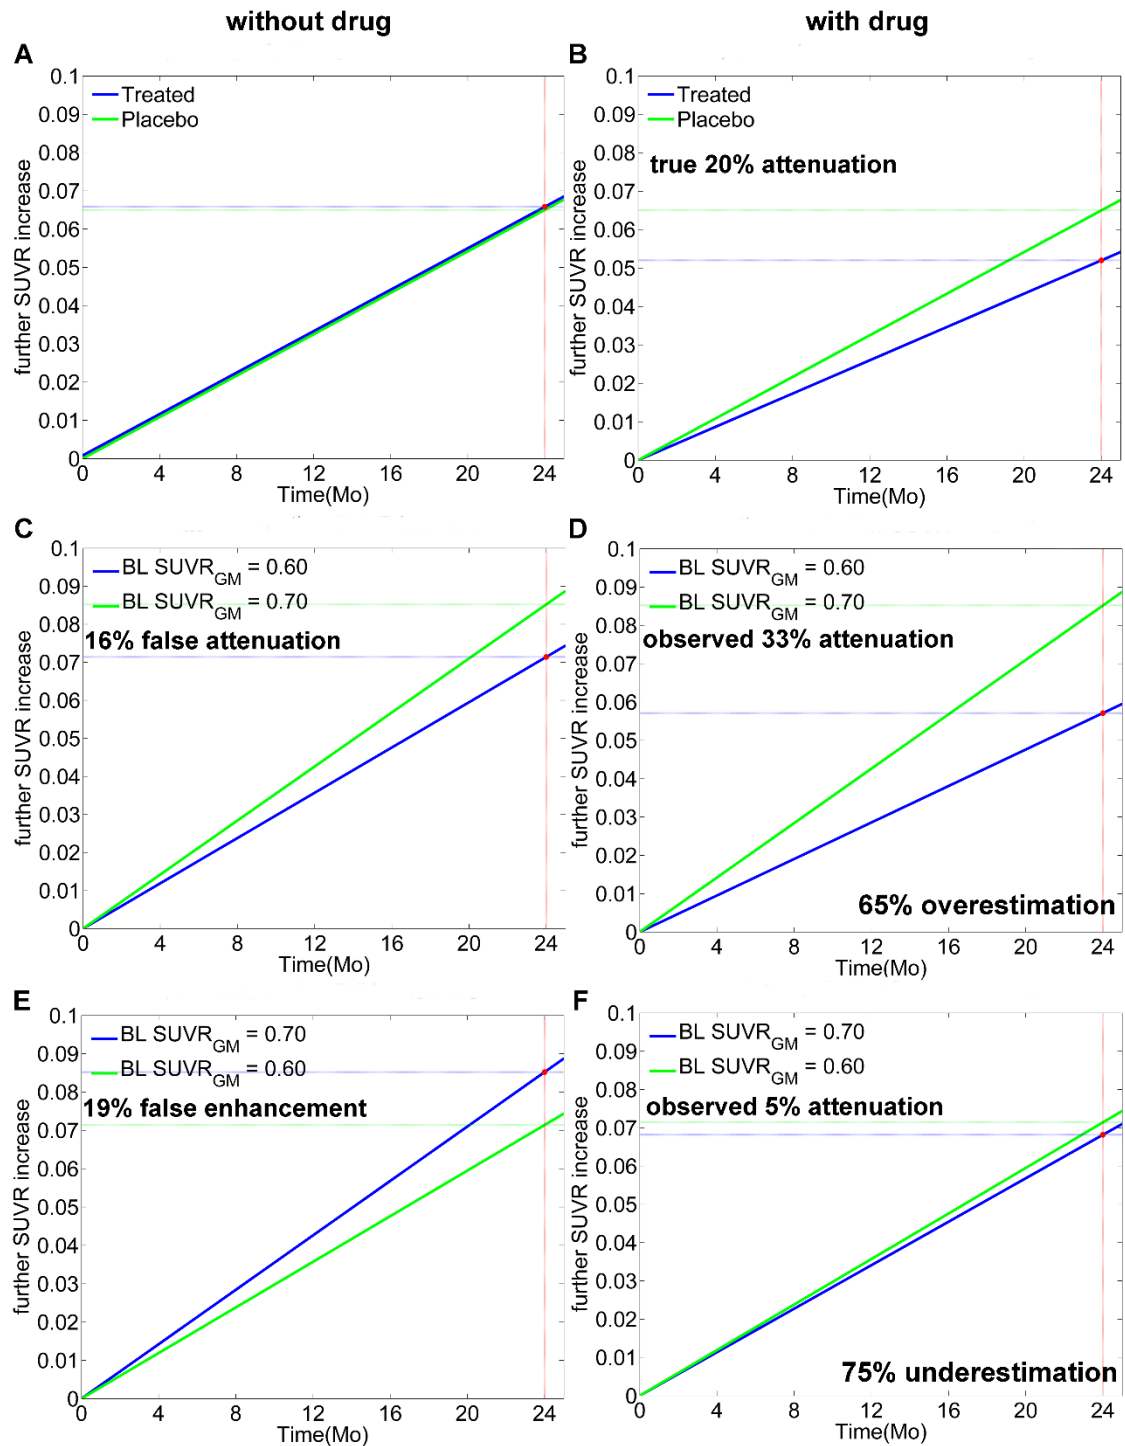 without drug
with drug
A
0.1
0.09
0.08
0.07
0.06
0.05
0.04
0.03
0.02
0.01
0
further SUVR increase
Treated
Placebo
0 4 8 12 16 20 24
Time(Mo)
B
0.1
0.09
0.08
0.07
0.06
0.05
0.04
0.03
0.02
0.01
0
further SUVR increase
Treated
Placebo
true 20% attenuation
0 4 8 12 16 20 24
Time(Mo)
C
0.1
0.09
0.08
0.07
0.06
0.05
0.04
0.03
0.02
0.01
0
further SUVR increase
BL SUVR_GM = 0.60
BL SUVR_GM = 0.70
16% false attenuation
0 4 8 12 16 20 24
Time(Mo)
D
0.1
0.09
0.08
0.07
0.06
0.05
0.04
0.03
0.02
0.01
0
further SUVR increase
BL SUVR_GM = 0.60
BL SUVR_GM = 0.70
observed 33% attenuation
65% overestimation
0 4 8 12 16 20 24
Time(Mo)
E
0.1
0.09
0.08
0.07
0.06
0.05
0.04
0.03
0.02
0.01
0
further SUVR increase
BL SUVR_GM = 0.70
BL SUVR_GM = 0.60
19% false enhancement
0 4 8 12 16 20 24
Time(Mo)
F
0.1
0.09
0.08
0.07
0.06
0.05
0.04
0.03
0.02
0.01
0
further SUVR increase
BL SUVR_GM = 0.70
BL SUVR_GM = 0.60
observed 5% attenuation
75% underestimation
0 4 8 12 16 20 24
Time(Mo)